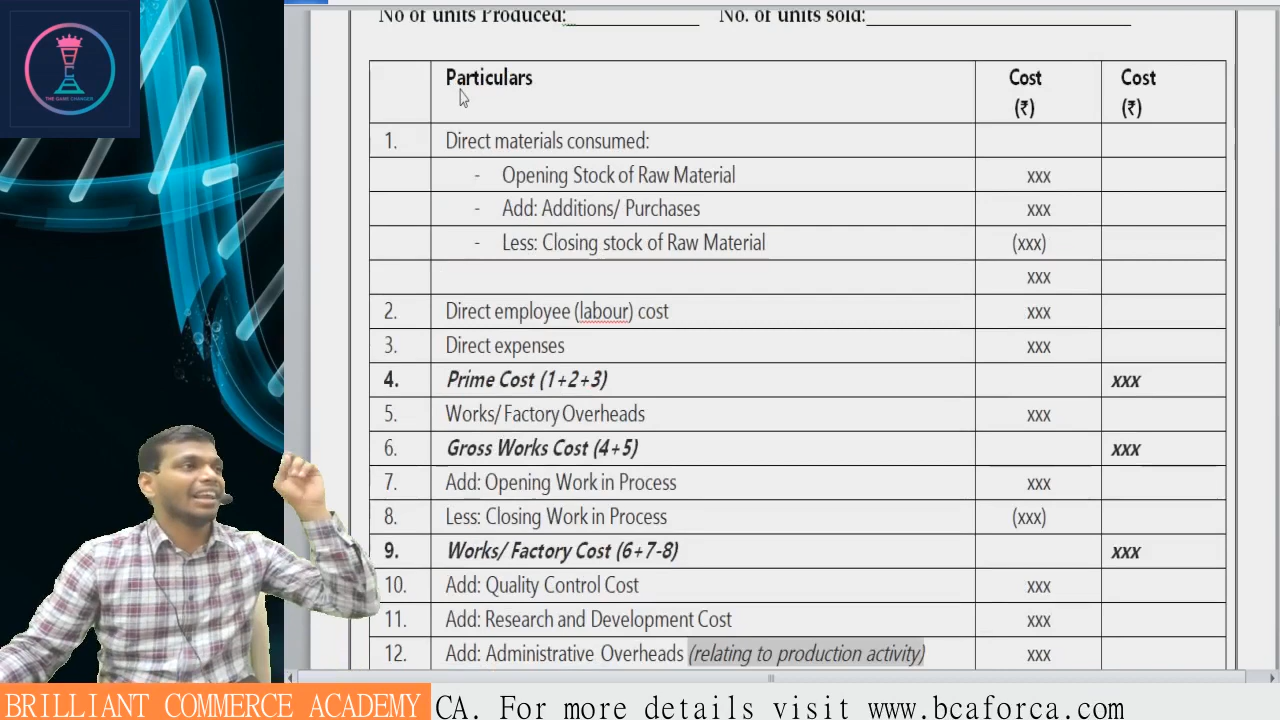 No of units Produced:__________ No. of units sold:____________________
THE GAME CHANGER
Particulars Cost (₹) Cost (₹)
1. Direct materials consumed:
- Opening Stock of Raw Material xxx
- Add: Additions/ Purchases xxx
- Less: Closing stock of Raw Material (xxx)
xxx
2. Direct employee (labour) cost xxx
3. Direct expenses xxx
4. Prime Cost (1+2+3) xxx
5. Works/ Factory Overheads xxx
6. Gross Works Cost (4+5) xxx
7. Add: Opening Work in Process xxx
8. Less: Closing Work in Process (xxx)
9. Works/ Factory Cost (6+7-8) xxx
10. Add: Quality Control Cost xxx
11. Add: Research and Development Cost xxx
12. Add: Administrative Overheads (relating to production activity) xxx
BRILLIANT COMMERCE ACADEMY CA. For more details visit www.bcaforca.com